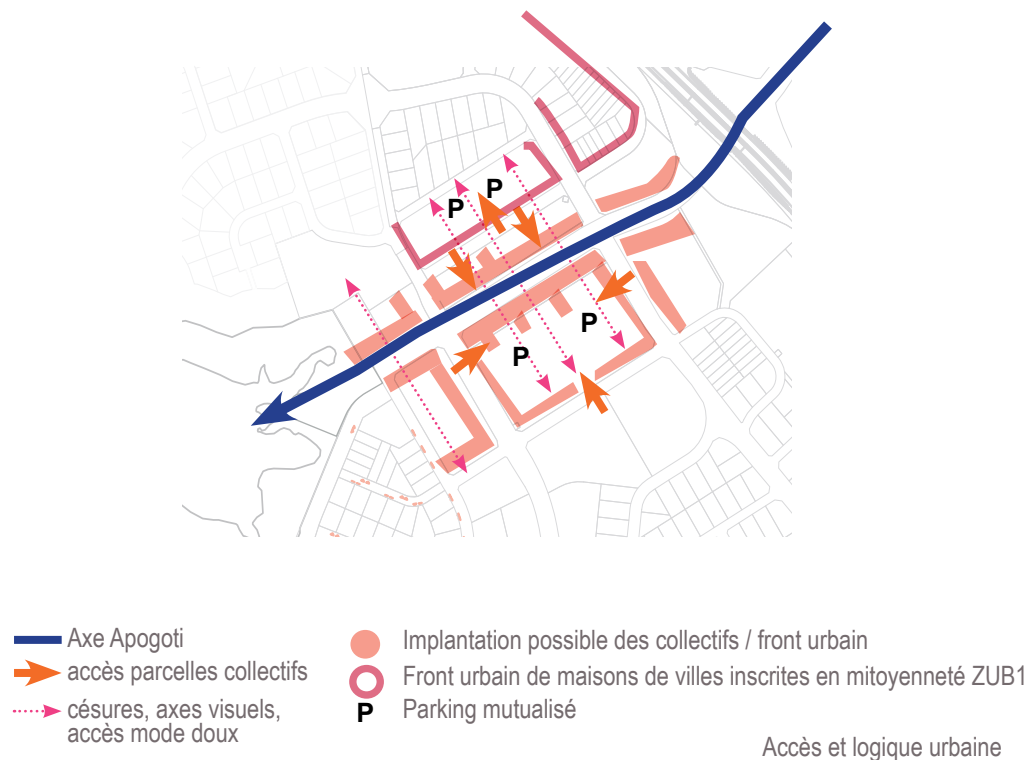 P
P
P
P
Axe Apogoti
accès parcelles collectifs
césures, axes visuels,
accès mode doux
Implantation possible des collectifs / front urbain
Front urbain de maisons de villes inscrites en mitoyenneté ZUB1
P Parking mutualisé
Accès et logique urbaine